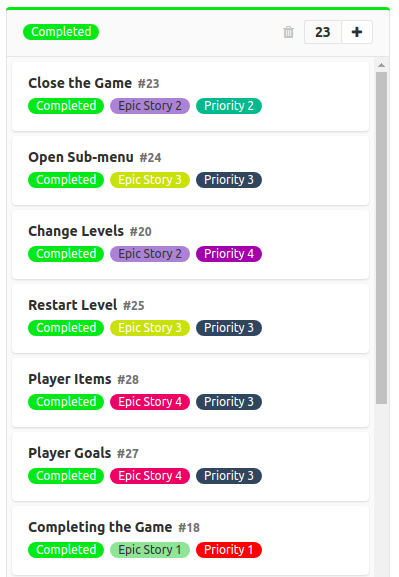 Completed 23 +
Close the Game #23
Completed Epic Story 2 Priority 2
Open Sub-menu #24
Completed Epic Story 3 Priority 3
Change Levels #20
Completed Epic Story 2 Priority 4
Restart Level #25
Completed Epic Story 3 Priority 3
Player Items #28
Completed Epic Story 4 Priority 3
Player Goals #27
Completed Epic Story 4 Priority 3
Completing the Game #18
Completed Epic Story 1 Priority 1